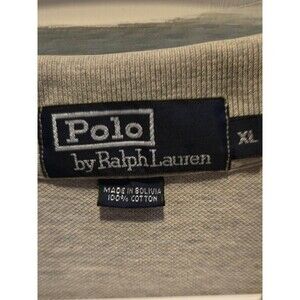 Polo
by Ralph Lauren
XL
MADE IN BOLIVIA
100% COTTON